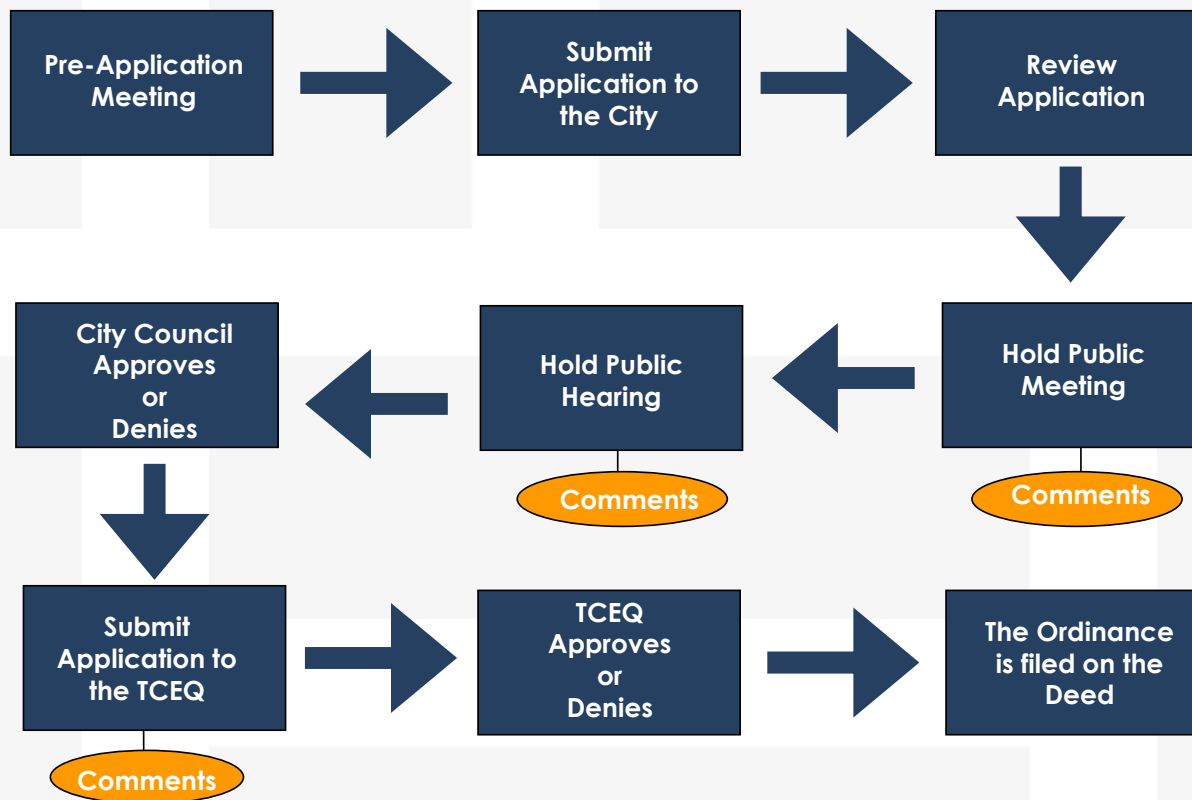 Pre-Application
Meeting
Submit
Application to
the City
Review
Application
Hold Public
Meeting
Comments
Hold Public
Hearing
Comments
City Council
Approves
or
Denies
Submit
Application to
the TCEQ
Comments
TCEQ
Approves
or
Denies
The Ordinance
is filed on the
Deed